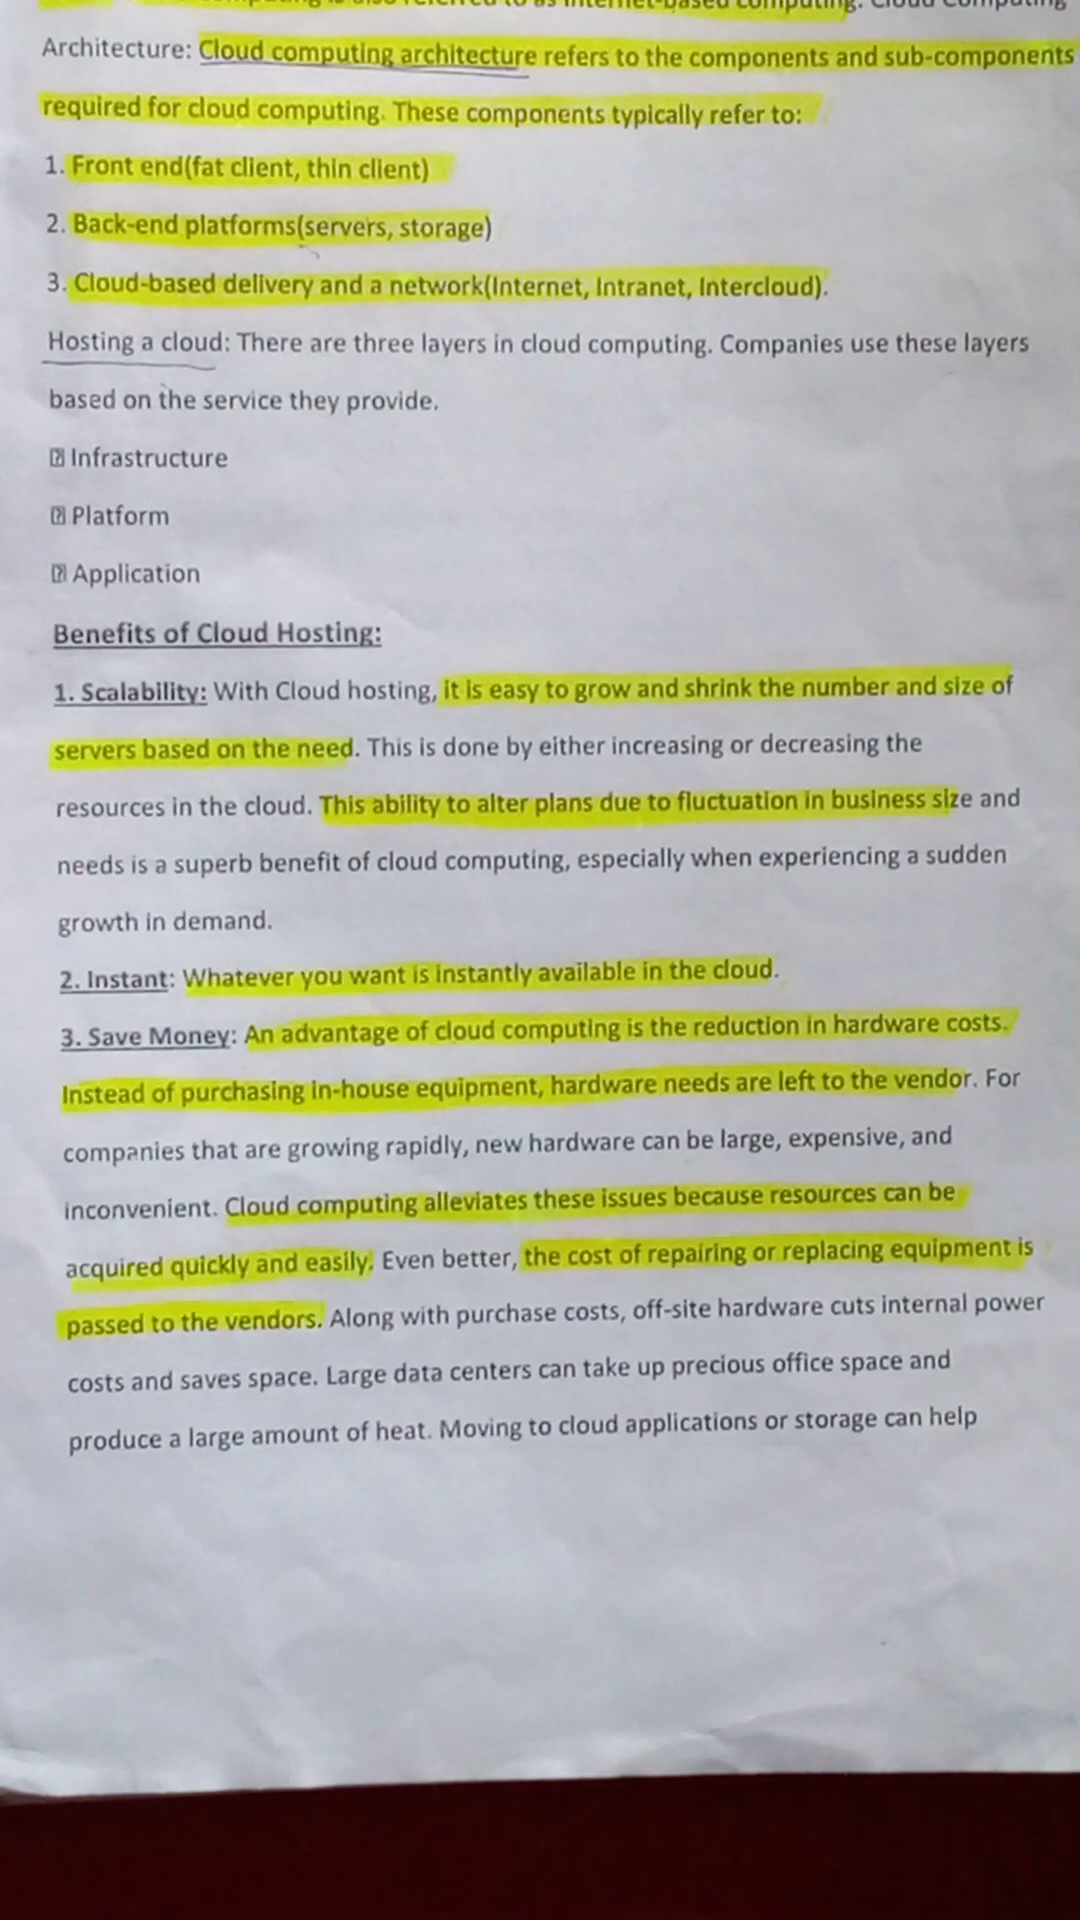 computing is also referred to as internet-based computing. Cloud Computing
Architecture: Cloud computing architecture refers to the components and sub-components
required for cloud computing. These components typically refer to:
1. Front end(fat client, thin client)
2. Back-end platforms(servers, storage)
3. Cloud-based delivery and a network(Internet, Intranet, Intercloud).
Hosting a cloud: There are three layers in cloud computing. Companies use these layers
based on the service they provide.
⍰ Infrastructure
⍰ Platform
⍰ Application
Benefits of Cloud Hosting:
1. Scalability: With Cloud hosting, it is easy to grow and shrink the number and size of
servers based on the need. This is done by either increasing or decreasing the
resources in the cloud. This ability to alter plans due to fluctuation in business size and
needs is a superb benefit of cloud computing, especially when experiencing a sudden
growth in demand.
2. Instant: Whatever you want is instantly available in the cloud.
3. Save Money: An advantage of cloud computing is the reduction in hardware costs.
Instead of purchasing in-house equipment, hardware needs are left to the vendor. For
companies that are growing rapidly, new hardware can be large, expensive, and
inconvenient. Cloud computing alleviates these issues because resources can be
acquired quickly and easily. Even better, the cost of repairing or replacing equipment is
passed to the vendors. Along with purchase costs, off-site hardware cuts internal power
costs and saves space. Large data centers can take up precious office space and
produce a large amount of heat. Moving to cloud applications or storage can help